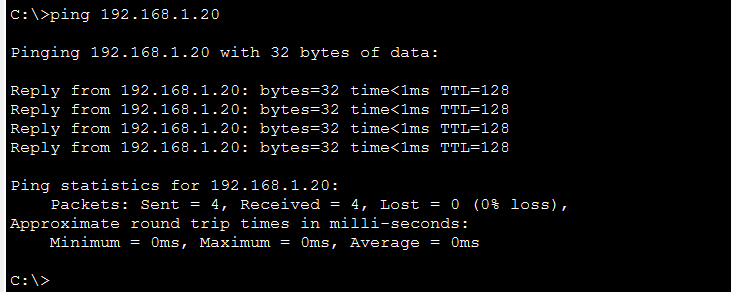 C:\>ping 192.168.1.20
Pinging 192.168.1.20 with 32 bytes of data:
Reply from 192.168.1.20: bytes=32 time<1ms TTL=128
Reply from 192.168.1.20: bytes=32 time<1ms TTL=128
Reply from 192.168.1.20: bytes=32 time<1ms TTL=128
Reply from 192.168.1.20: bytes=32 time<1ms TTL=128
Ping statistics for 192.168.1.20:
    Packets: Sent = 4, Received = 4, Lost = 0 (0% loss),
Approximate round trip times in milli-seconds:
    Minimum = 0ms, Maximum = 0ms, Average = 0ms
C:\>